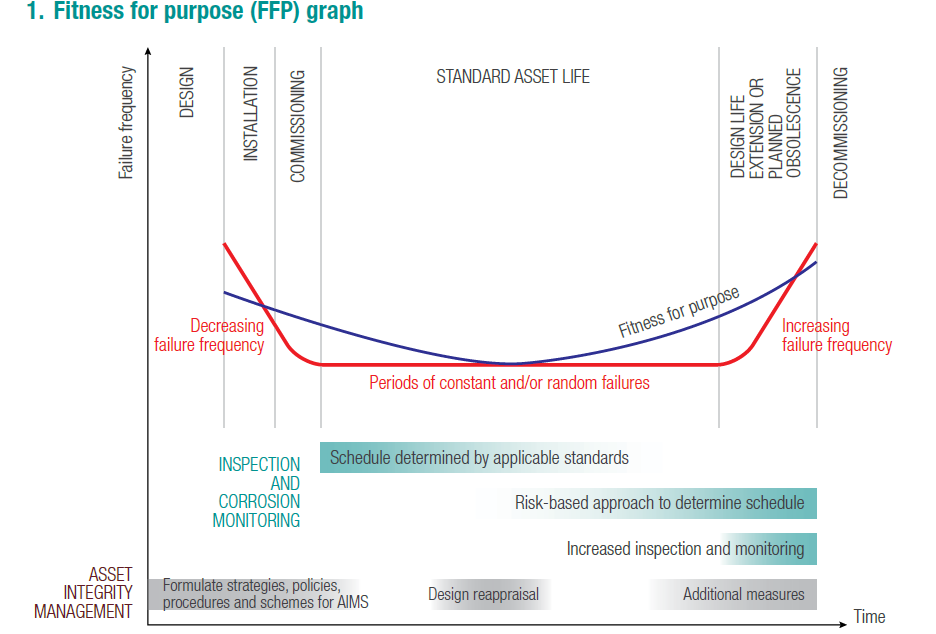 1. Fitness for purpose (FFP) graph
Failure frequency
DESIGN
INSTALLATION
COMMISSIONING
STANDARD ASSET LIFE
DESIGN LIFE
EXTENSION OR
PLANNED
OBSOLESCENCE
DECOMMISSIONING
Decreasing
failure frequency
Fitness for purpose
Increasing
failure frequency
Periods of constant and/or random failures
INSPECTION
AND
CORROSION
MONITORING
Schedule determined by applicable standards
Risk-based approach to determine schedule
Increased inspection and monitoring
ASSET
INTEGRITY
MANAGEMENT
Formulate strategies, policies,
procedures and schemes for AIMS
Design reappraisal
Additional measures
Time